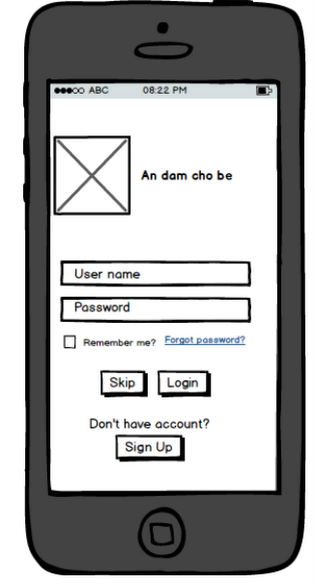 ABC 08:22 PM
An dam cho be
User name
Password
Remember me? Forgot password?
Skip Login
Don't have account?
Sign Up